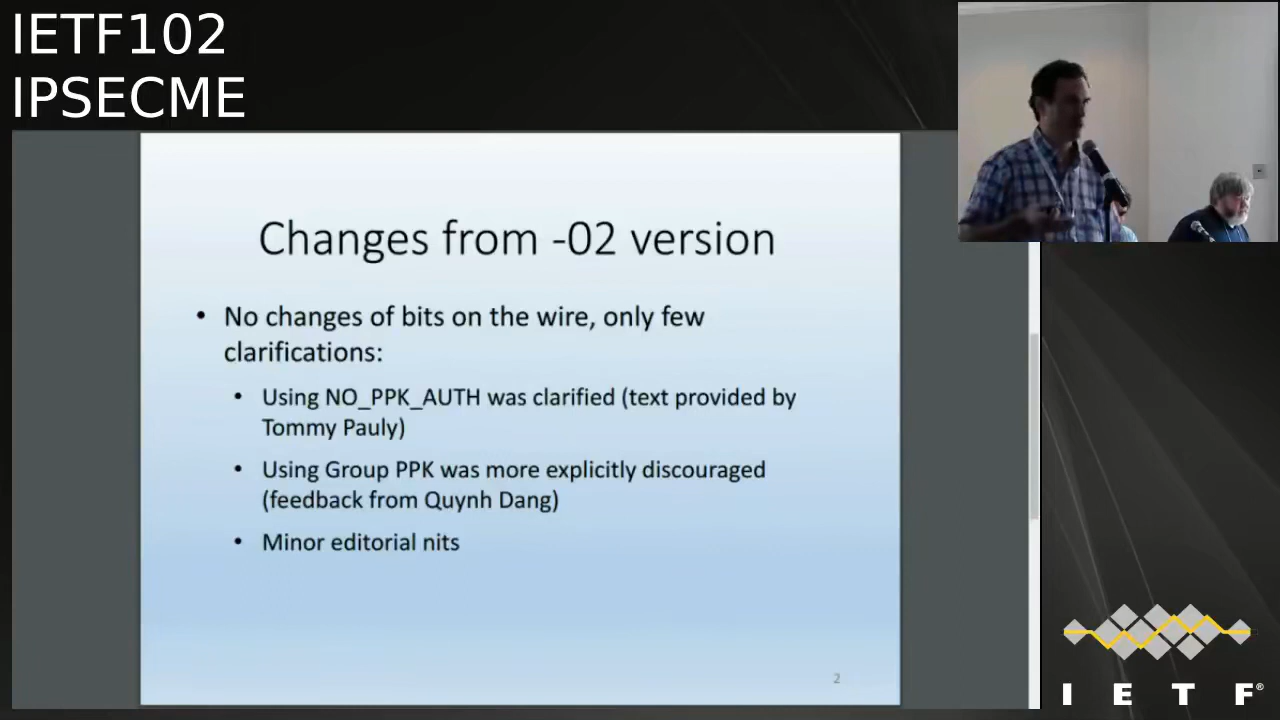 IETF102
IPSECME
Changes from -02 version
• No changes of bits on the wire, only few
clarifications:
• Using NO_PPK_AUTH was clarified (text provided by
Tommy Pauly)
• Using Group PPK was more explicitly discouraged
(feedback from Quynh Dang)
• Minor editorial nits
2
I E T F®